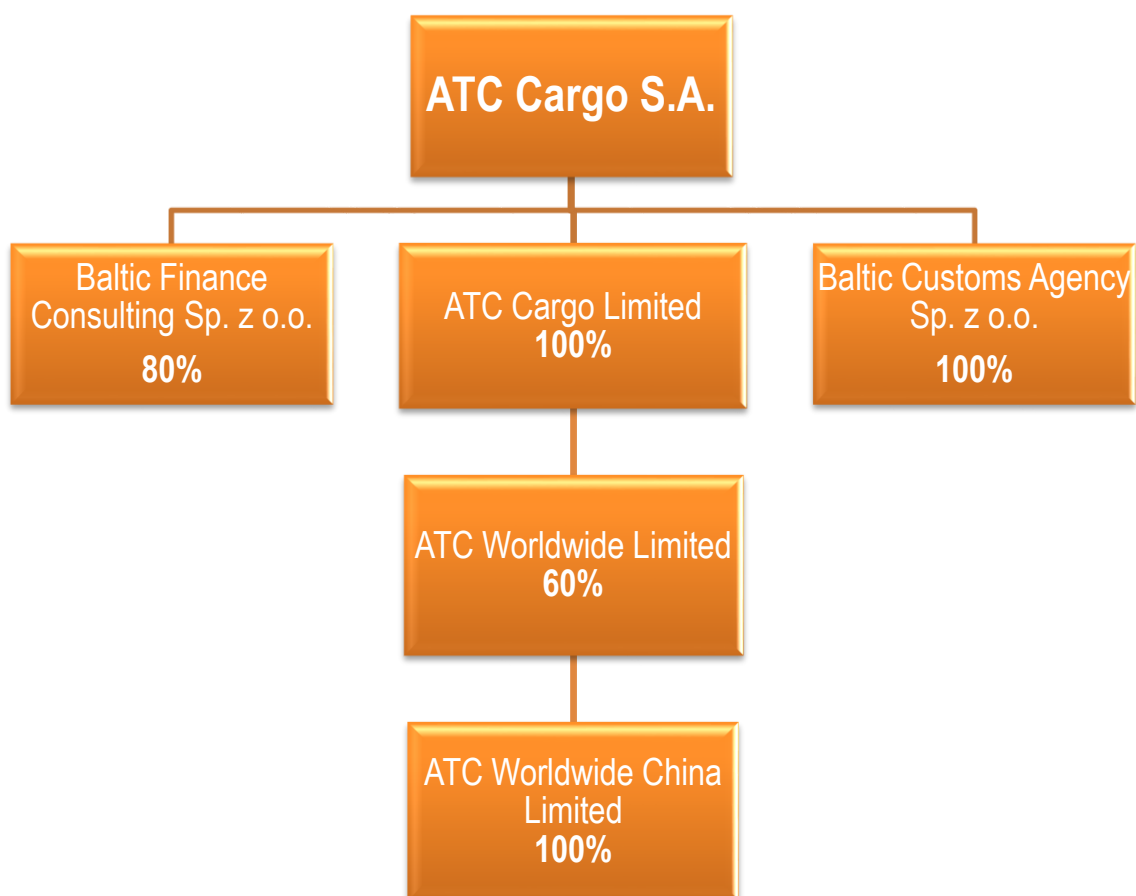 ATC Cargo S.A.
Baltic Finance
Consulting Sp. z o.o.
80%
ATC Cargo Limited
100%
Baltic Customs Agency
Sp. z o.o.
100%
ATC Worldwide Limited
60%
ATC Worldwide China
Limited
100%